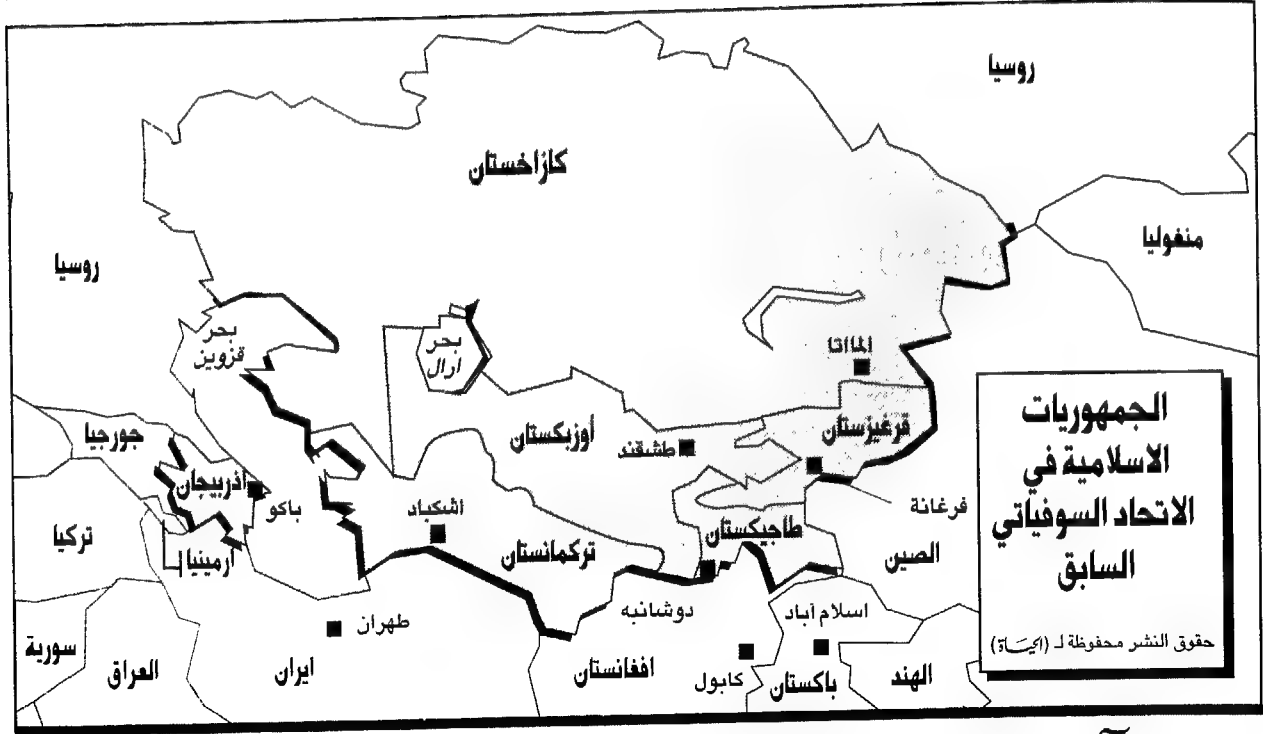 روسيا
كازاخستان
منغوليا
روسيا
بحر
قزوين
بحر
ارال
المااتا
الجمهوريات
الاسلامية في
الاتحاد السوفياتي
السابق
حقوق النشر محفوظة لـ (الحياة)
قرغيزستان
أوزبكستان
طشقند
جورجيا
أذربيجان
باكو
اشكباد
فرغانة
تركيا
أرمينيا
تركمانستان
طاجيكستان
الصين
دوشانبه
اسلام آباد
طهران
سورية
العراق
ايران
افغانستان
كابول
باكستان
الهند